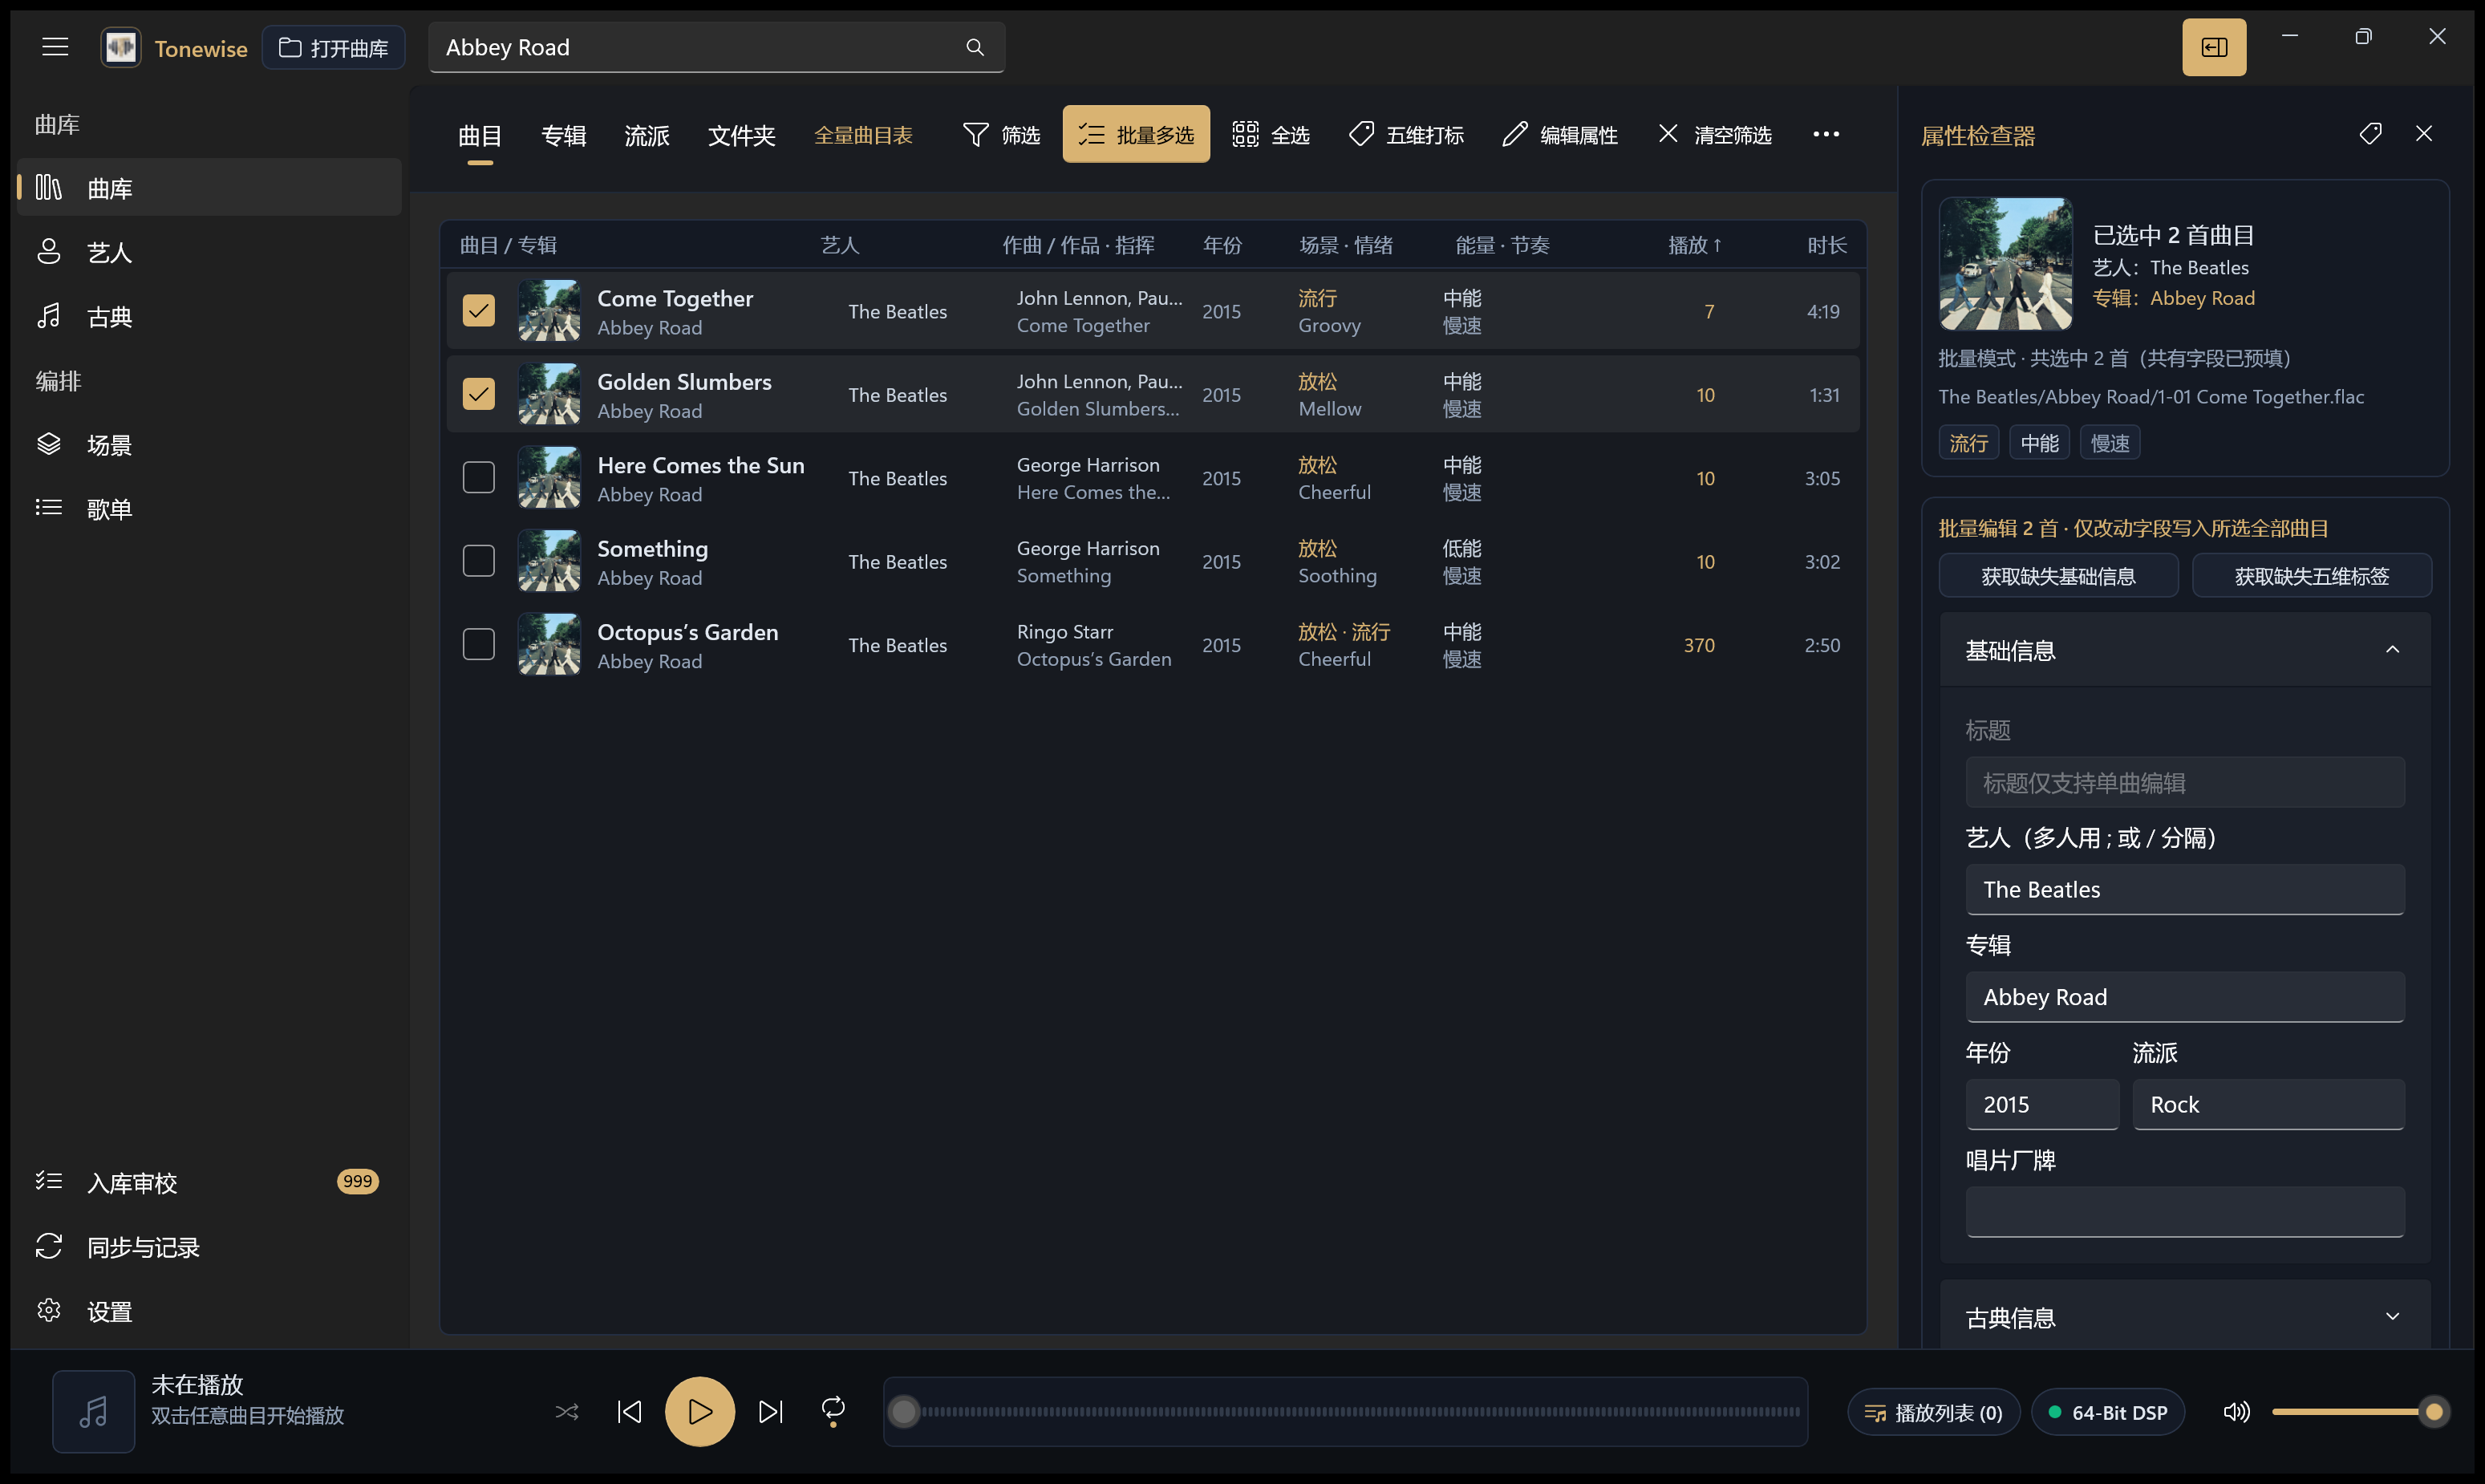 Tonewise
打开曲库
Abbey Road
曲库
曲库
艺人
古典
编排
场景
歌单
入库审校
999
同步与记录
设置
曲目
专辑
流派
文件夹
全量曲目表
筛选
批量多选
全选
五维打标
编辑属性
清空筛选
曲目 / 专辑
艺人
作曲 / 作品 · 指挥
年份
场景 · 情绪
能量 · 节奏
播放 ↑
时长
Come Together
Abbey Road
The Beatles
John Lennon, Pau...
Come Together
2015
流行
Groovy
中能
慢速
7
4:19
Golden Slumbers
Abbey Road
The Beatles
John Lennon, Pau...
Golden Slumbers...
2015
放松
Mellow
中能
慢速
10
1:31
Here Comes the Sun
Abbey Road
The Beatles
George Harrison
Here Comes the...
2015
放松
Cheerful
中能
慢速
10
3:05
Something
Abbey Road
The Beatles
George Harrison
Something
2015
放松
Soothing
低能
慢速
10
3:02
Octopus’s Garden
Abbey Road
The Beatles
Ringo Starr
Octopus’s Garden
2015
放松 · 流行
Cheerful
中能
慢速
370
2:50
属性检查器
已选中 2 首曲目
艺人：The Beatles
专辑：Abbey Road
批量模式 · 共选中 2 首（共有字段已预填）
The Beatles/Abbey Road/1-01 Come Together.flac
流行
中能
慢速
批量编辑 2 首 · 仅改动字段写入所选全部曲目
获取缺失基础信息
获取缺失五维标签
基础信息
标题
标题仅支持单曲编辑
艺人（多人用 ; 或 / 分隔）
The Beatles
专辑
Abbey Road
年份
流派
2015
Rock
唱片厂牌
古典信息
未在播放
双击任意曲目开始播放
播放列表 (0)
64-Bit DSP